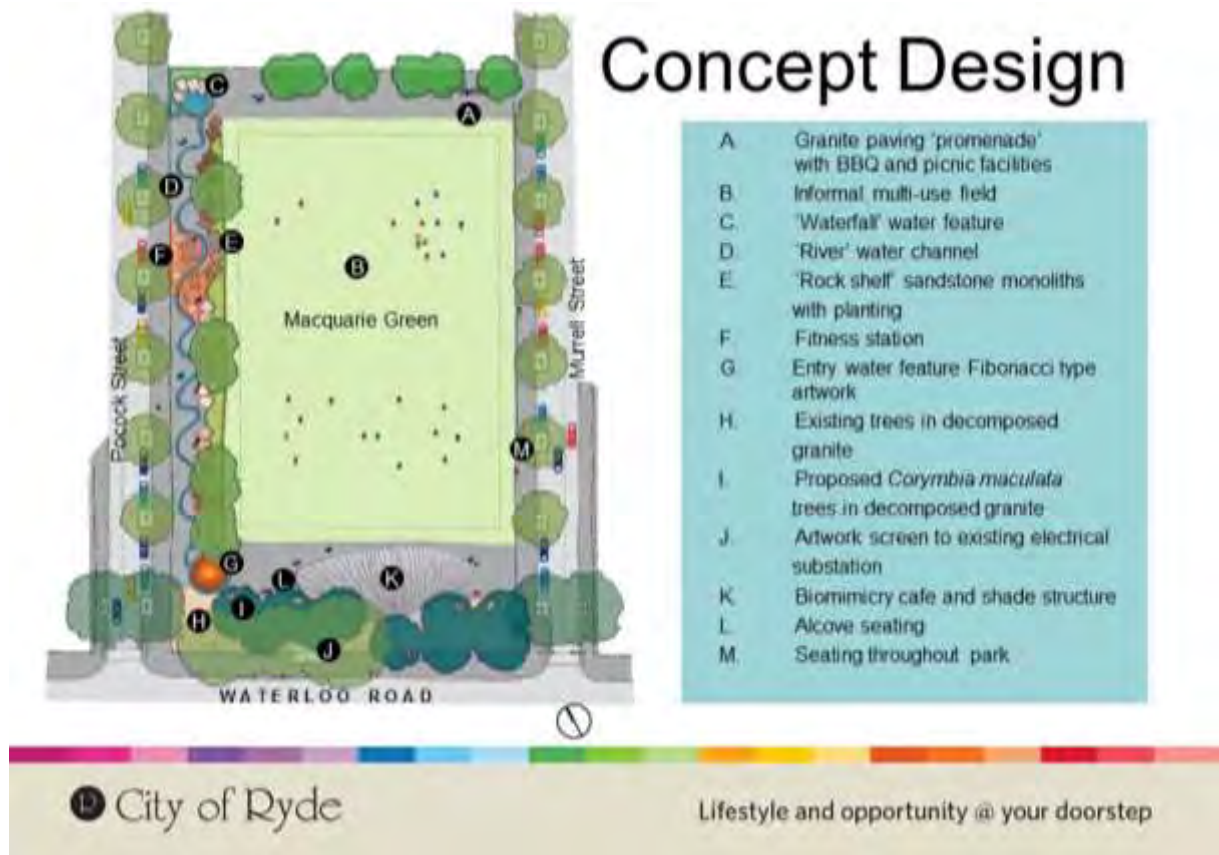 Concept Design
A. Granite paving 'promenade'
with BBQ and picnic facilities
B. Informal multi-use field
C. 'Waterfall' water feature
D. 'River' water channel
E. 'Rock shelf' sandstone monoliths
with planting
F. Fitness station
G. Entry water feature Fibonacci type
artwork
H. Existing trees in decomposed
granite
I. Proposed Corymbia maculata
trees in decomposed granite
J. Artwork screen to existing electrical
substation
K. Biomimicry cafe and shade structure
L. Alcove seating
M. Seating throughout park
C
A
D
E
F
B
Macquarie Green
Pocock Street
Murrell Street
M
G
L
K
I
H
J
WATERLOO ROAD
R City of Ryde
Lifestyle and opportunity @ your doorstep